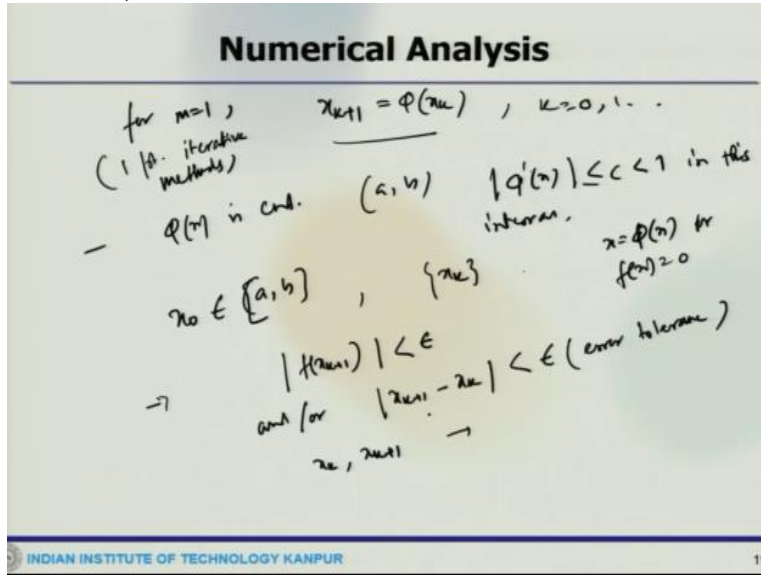 Numerical Analysis
for m=1, x_{k+1} = φ(x_k), k=0,1...
(1 pt. iterative
methods)
- φ(x) is cnd. (a, b) |φ'(x)| ≤ c < 1 in this
interval.
x = φ(x) or
f(x)=0
x_0 ∈ [a, b], {x_k}
→ |f(x_{k+1})| < ∈
and/or |x_{k+1} - x_k| < ∈ (error tolerance)
x_k, x_{k+1} →
INDIAN INSTITUTE OF TECHNOLOGY KANPUR